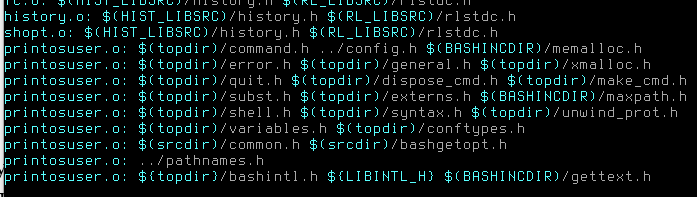 fc.o: $(HIST_LIBSRC)/history.h $(RL_LIBSRC)/rlstdc.h
history.o: $(HIST_LIBSRC)/history.h $(RL_LIBSRC)/rlstdc.h
shopt.o: $(HIST_LIBSRC)/history.h $(RL_LIBSRC)/rlstdc.h
printosuser.o: $(topdir)/command.h ../config.h $(BASHINCDIR)/memalloc.h
printosuser.o: $(topdir)/error.h $(topdir)/general.h $(topdir)/xmalloc.h
printosuser.o: $(topdir)/quit.h $(topdir)/dispose_cmd.h $(topdir)/make_cmd.h
printosuser.o: $(topdir)/subst.h $(topdir)/externs.h $(BASHINCDIR)/maxpath.h
printosuser.o: $(topdir)/shell.h $(topdir)/syntax.h $(topdir)/unwind_prot.h
printosuser.o: $(topdir)/variables.h $(topdir)/conftypes.h
printosuser.o: $(srcdir)/common.h $(srcdir)/bashgetopt.h
printosuser.o: ../pathnames.h
printosuser.o: ${topdir}/bashintl.h ${LIBINTL_H} $(BASHINCDIR)/gettext.h